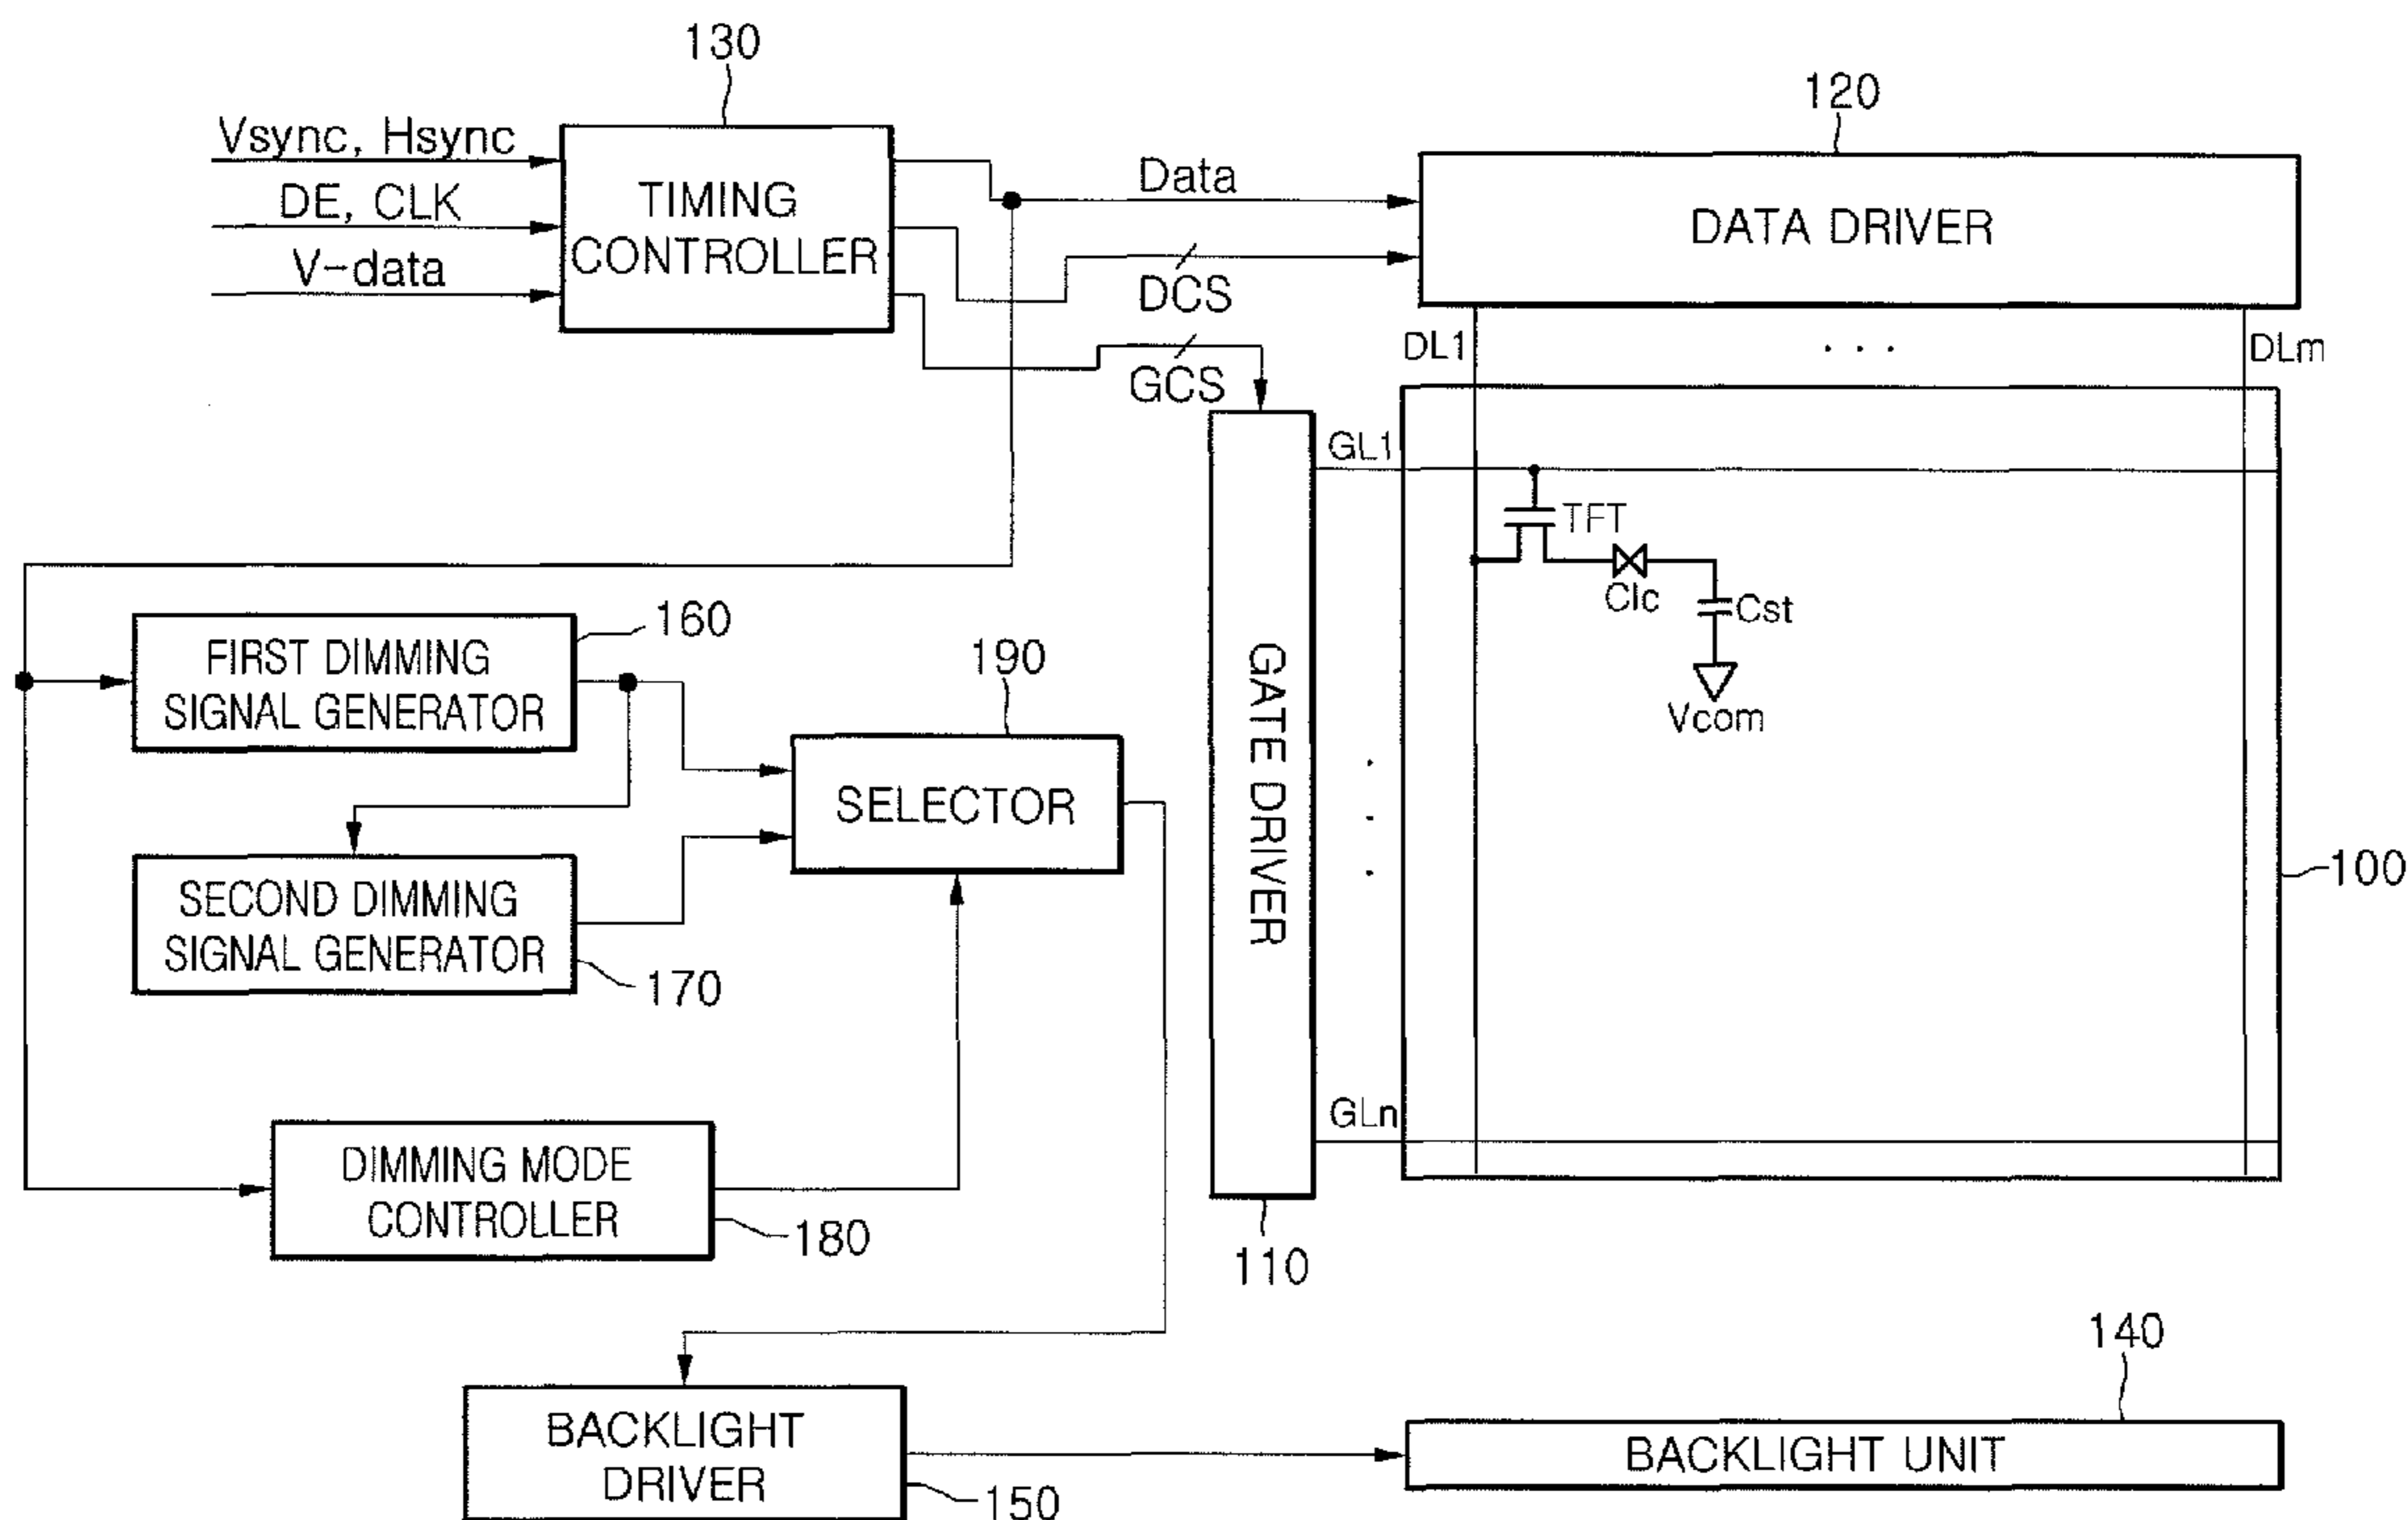 130
120
Vsync, Hsync
DE, CLK
V-data
TIMING
CONTROLLER
Data
DCS
GCS
DATA DRIVER
DL1
. . .
DLm
GL1
TFT
Clc
Cst
Vcom
GATE DRIVER
.
.
.
100
GLn
110
FIRST DIMMING
SIGNAL GENERATOR
160
190
SELECTOR
SECOND DIMMING
SIGNAL GENERATOR
170
DIMMING MODE
CONTROLLER
180
140
BACKLIGHT
DRIVER
150
BACKLIGHT UNIT